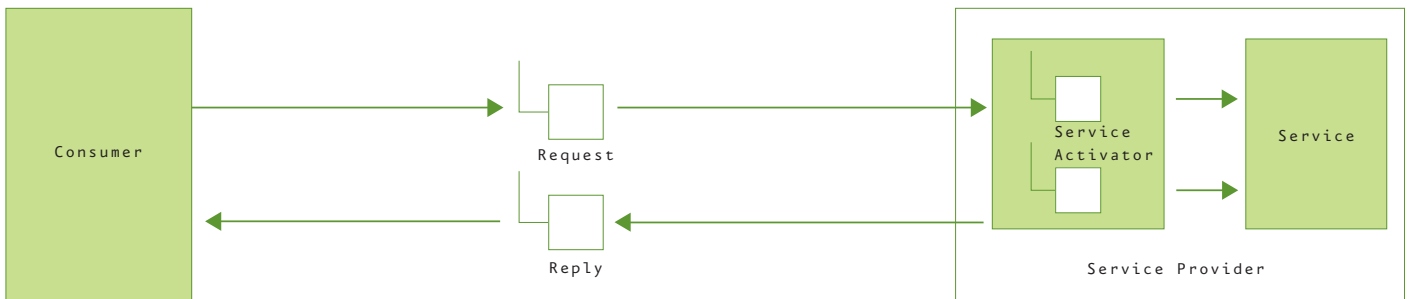 Consumer
Request
Reply
Service
Activator
Service
Service Provider